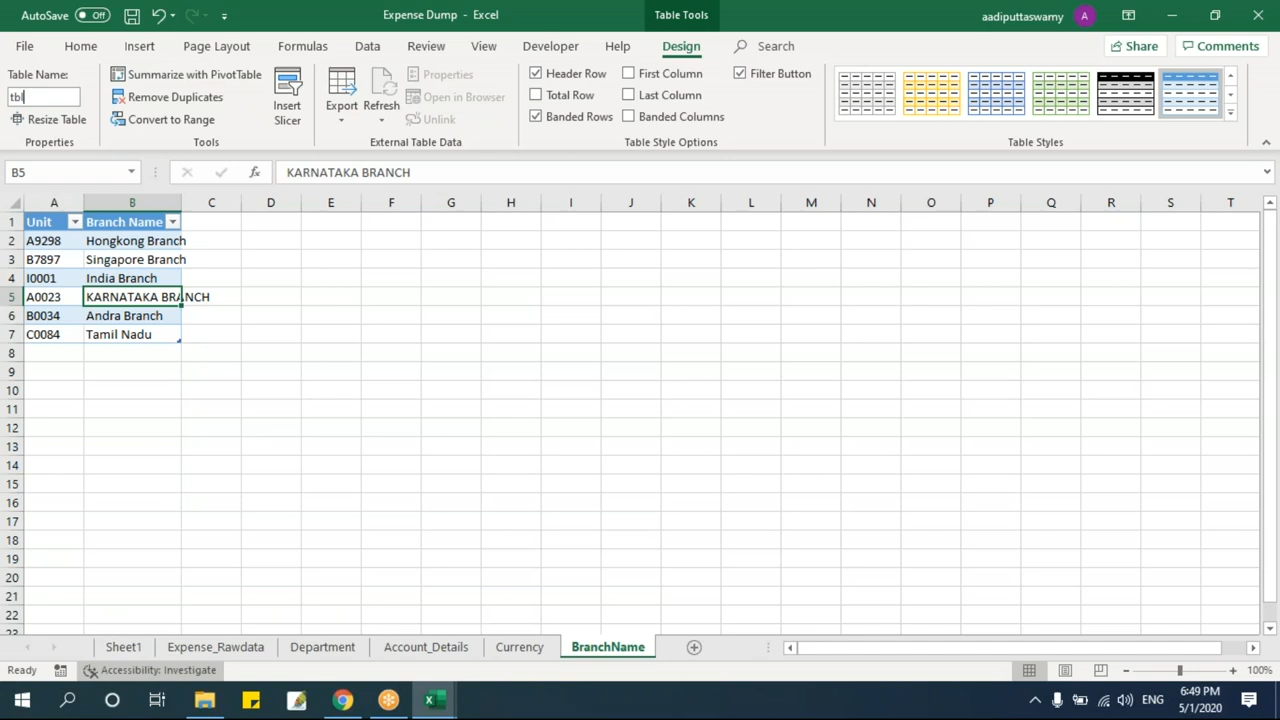 AutoSave Off
Expense Dump - Excel
Table Tools
aadiputtaswamy A
File Home Insert Page Layout Formulas Data Review View Developer Help Design Search Share Comments
Table Name:
tbl
Resize Table
Properties
Summarize with PivotTable
Remove Duplicates
Convert to Range
Tools
Insert
Slicer
Export
Refresh
Properties
Open in Browser
Unlink
External Table Data
Header Row First Column Filter Button
Total Row Last Column
Banded Rows Banded Columns
Table Style Options
Table Styles
B5
fx
KARNATAKA BRANCH
A B C D E F G H I J K L M N O P Q R S T
1 Unit Branch Name
2 A9298 Hongkong Branch
3 B7897 Singapore Branch
4 I0001 India Branch
5 A0023 KARNATAKA BRANCH
6 B0034 Andra Branch
7 C0084 Tamil Nadu
8
9
10
11
12
13
14
15
16
17
18
19
20
21
22
23
Sheet1 Expense_Rawdata Department Account_Details Currency BranchName
Ready Accessibility: Investigate 100%
ENG
6:49 PM
5/1/2020